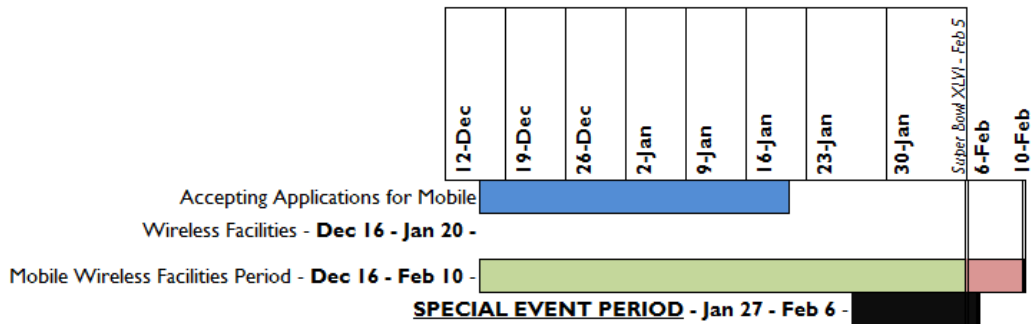 12-Dec
19-Dec
26-Dec
2-Jan
9-Jan
16-Jan
23-Jan
30-Jan
Super Bowl XLVI - Feb 5
6-Feb
10-Feb
Accepting Applications for Mobile
Wireless Facilities - Dec 16 - Jan 20 -
Mobile Wireless Facilities Period - Dec 16 - Feb 10 -
SPECIAL EVENT PERIOD - Jan 27 - Feb 6 -